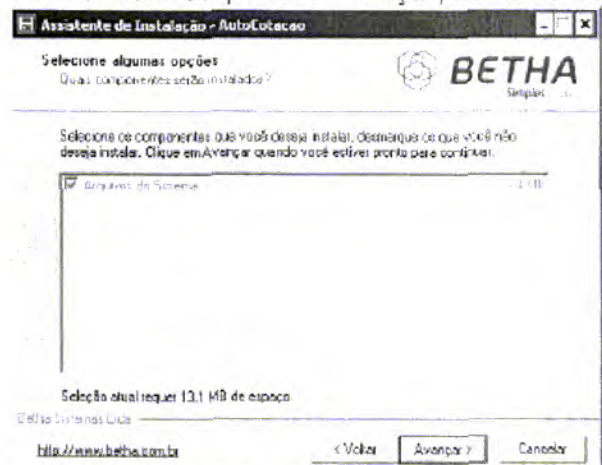 Assistente de Instalação - AutoCotacao
Selecione algumas opções
Quais componentes serão instalados?
BETHA
Selecione os componentes que você deseja instalar, desmarque os que você não
deseja instalar. Clique em Avançar quando você estiver pronto para continuar.
Arquivos do Sistema
Seleção atual requer 13,1 MB de espaço.
Betha Sistemas Ltda
http://www.betha.com.br
< Voltar
Avançar >
Cancelar